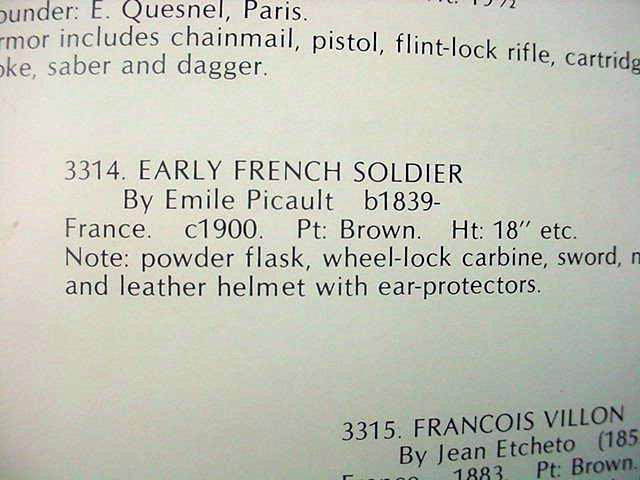 ounder: E. Quesnel, Paris.
rmor includes chainmail, pistol, flint-lock rifle, cartridg
oke, saber and dagger.
3314. EARLY FRENCH SOLDIER
By Emile Picault b1839-
France. c1900. Pt: Brown. Ht: 18″ etc.
Note: powder flask, wheel-lock carbine, sword, m
and leather helmet with ear-protectors.
3315. FRANCOIS VILLON
By Jean Etcheto (185
France 1883. Pt: Brown.